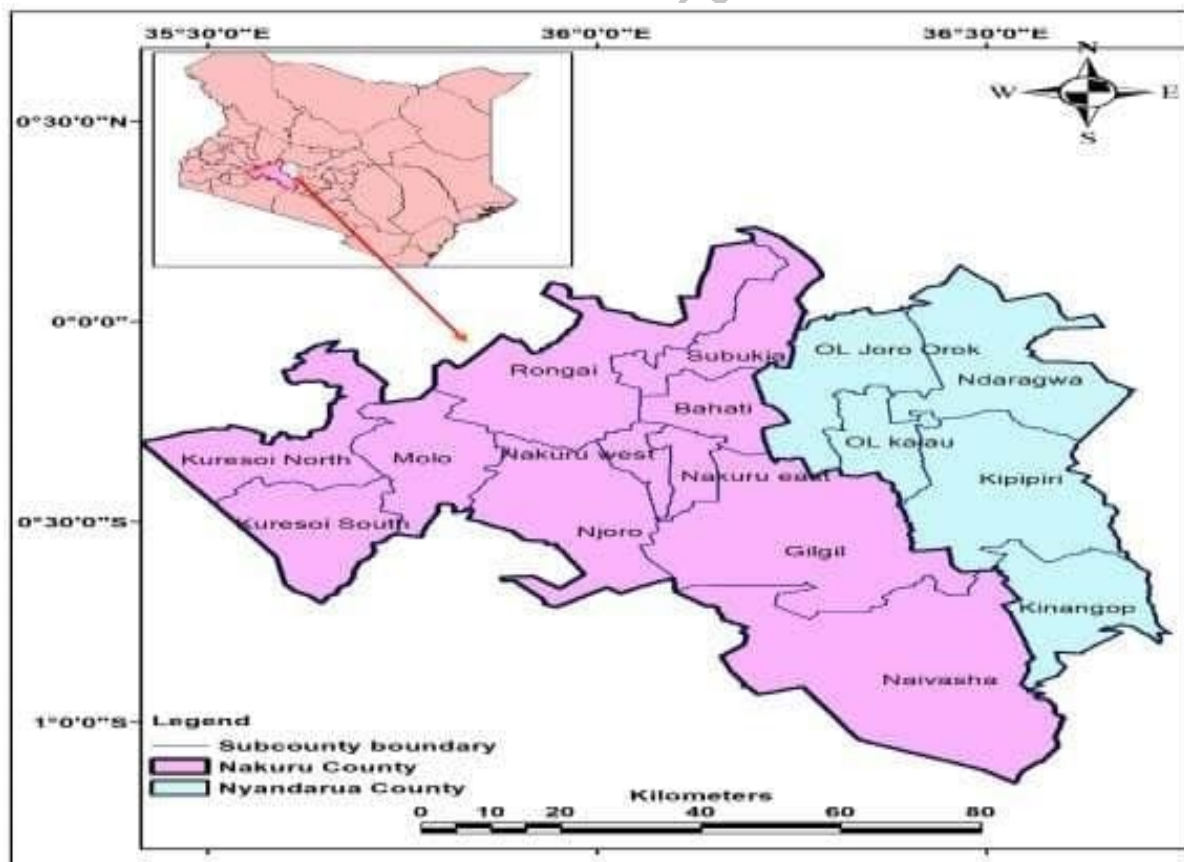 35°30'0"E 36°0'0"E 36°30'0"E
N
W E
S
0°30'0"N
0°0'0"
0°30'0"S
1°0'0"S
Subukia
OL Joro Orok
Rongai
Ndaragwa
Bahati
OL kalau
Kuresoi North
Molo
Nakuru west
Nakuru east
Kipipiri
Kuresoi South
Njoro
Gilgil
Kinangop
Naivasha
Legend
Subcounty boundary
Nakuru County
Nyandarua County
Kilometers
0 10 20 40 60 80